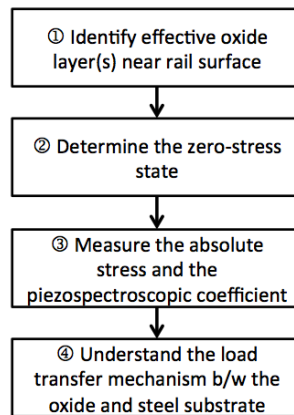 ① Identify effective oxide
layer(s) near rail surface
② Determine the zero-stress
state
③ Measure the absolute
stress and the
piezospectroscopic coefficient
④ Understand the load
transfer mechanism b/w the
oxide and steel substrate